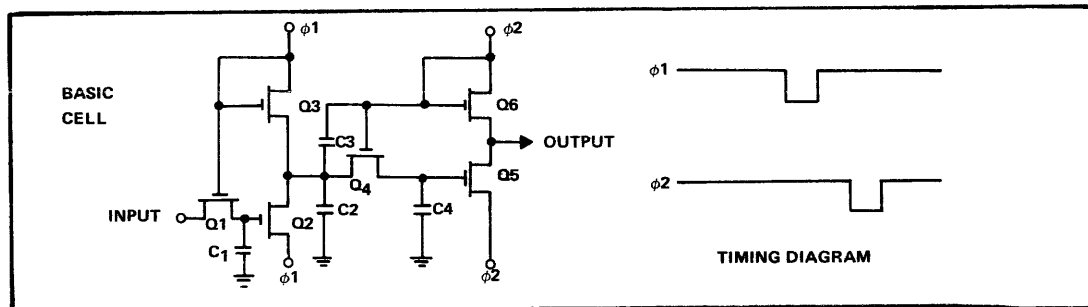 ϕ1
ϕ2
ϕ1
BASIC
CELL
Q3
Q6
C3
OUTPUT
Q4
Q5
ϕ2
INPUT
Q1
Q2
C2
C4
C1
ϕ1
ϕ2
TIMING DIAGRAM